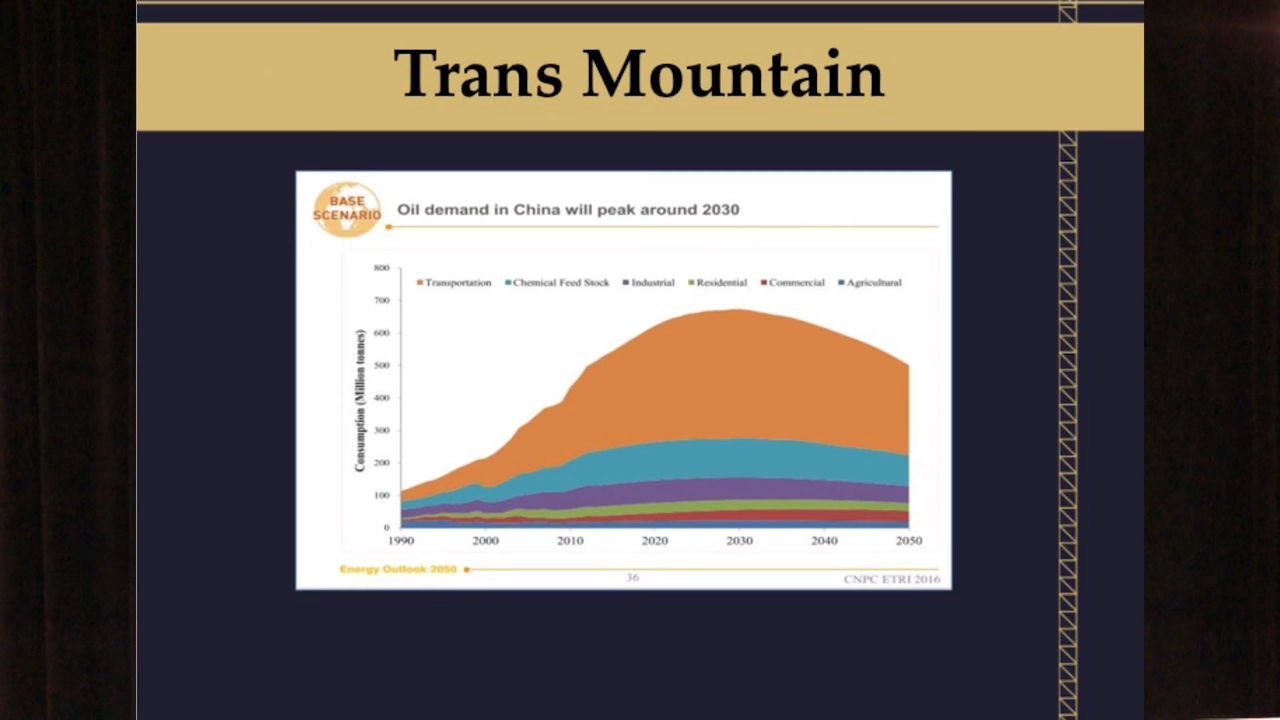 Trans Mountain
BASE
SCENARIO
Oil demand in China will peak around 2030
800
Transportation Chemical Feed Stock Industrial Residential Commercial Agricultural
700
600
500
400
300
200
100
0
Consumption (Million tonnes)
1990 2000 2010 2020 2030 2040 2050
Energy Outlook 2050
36
CNPC ETRI 2016